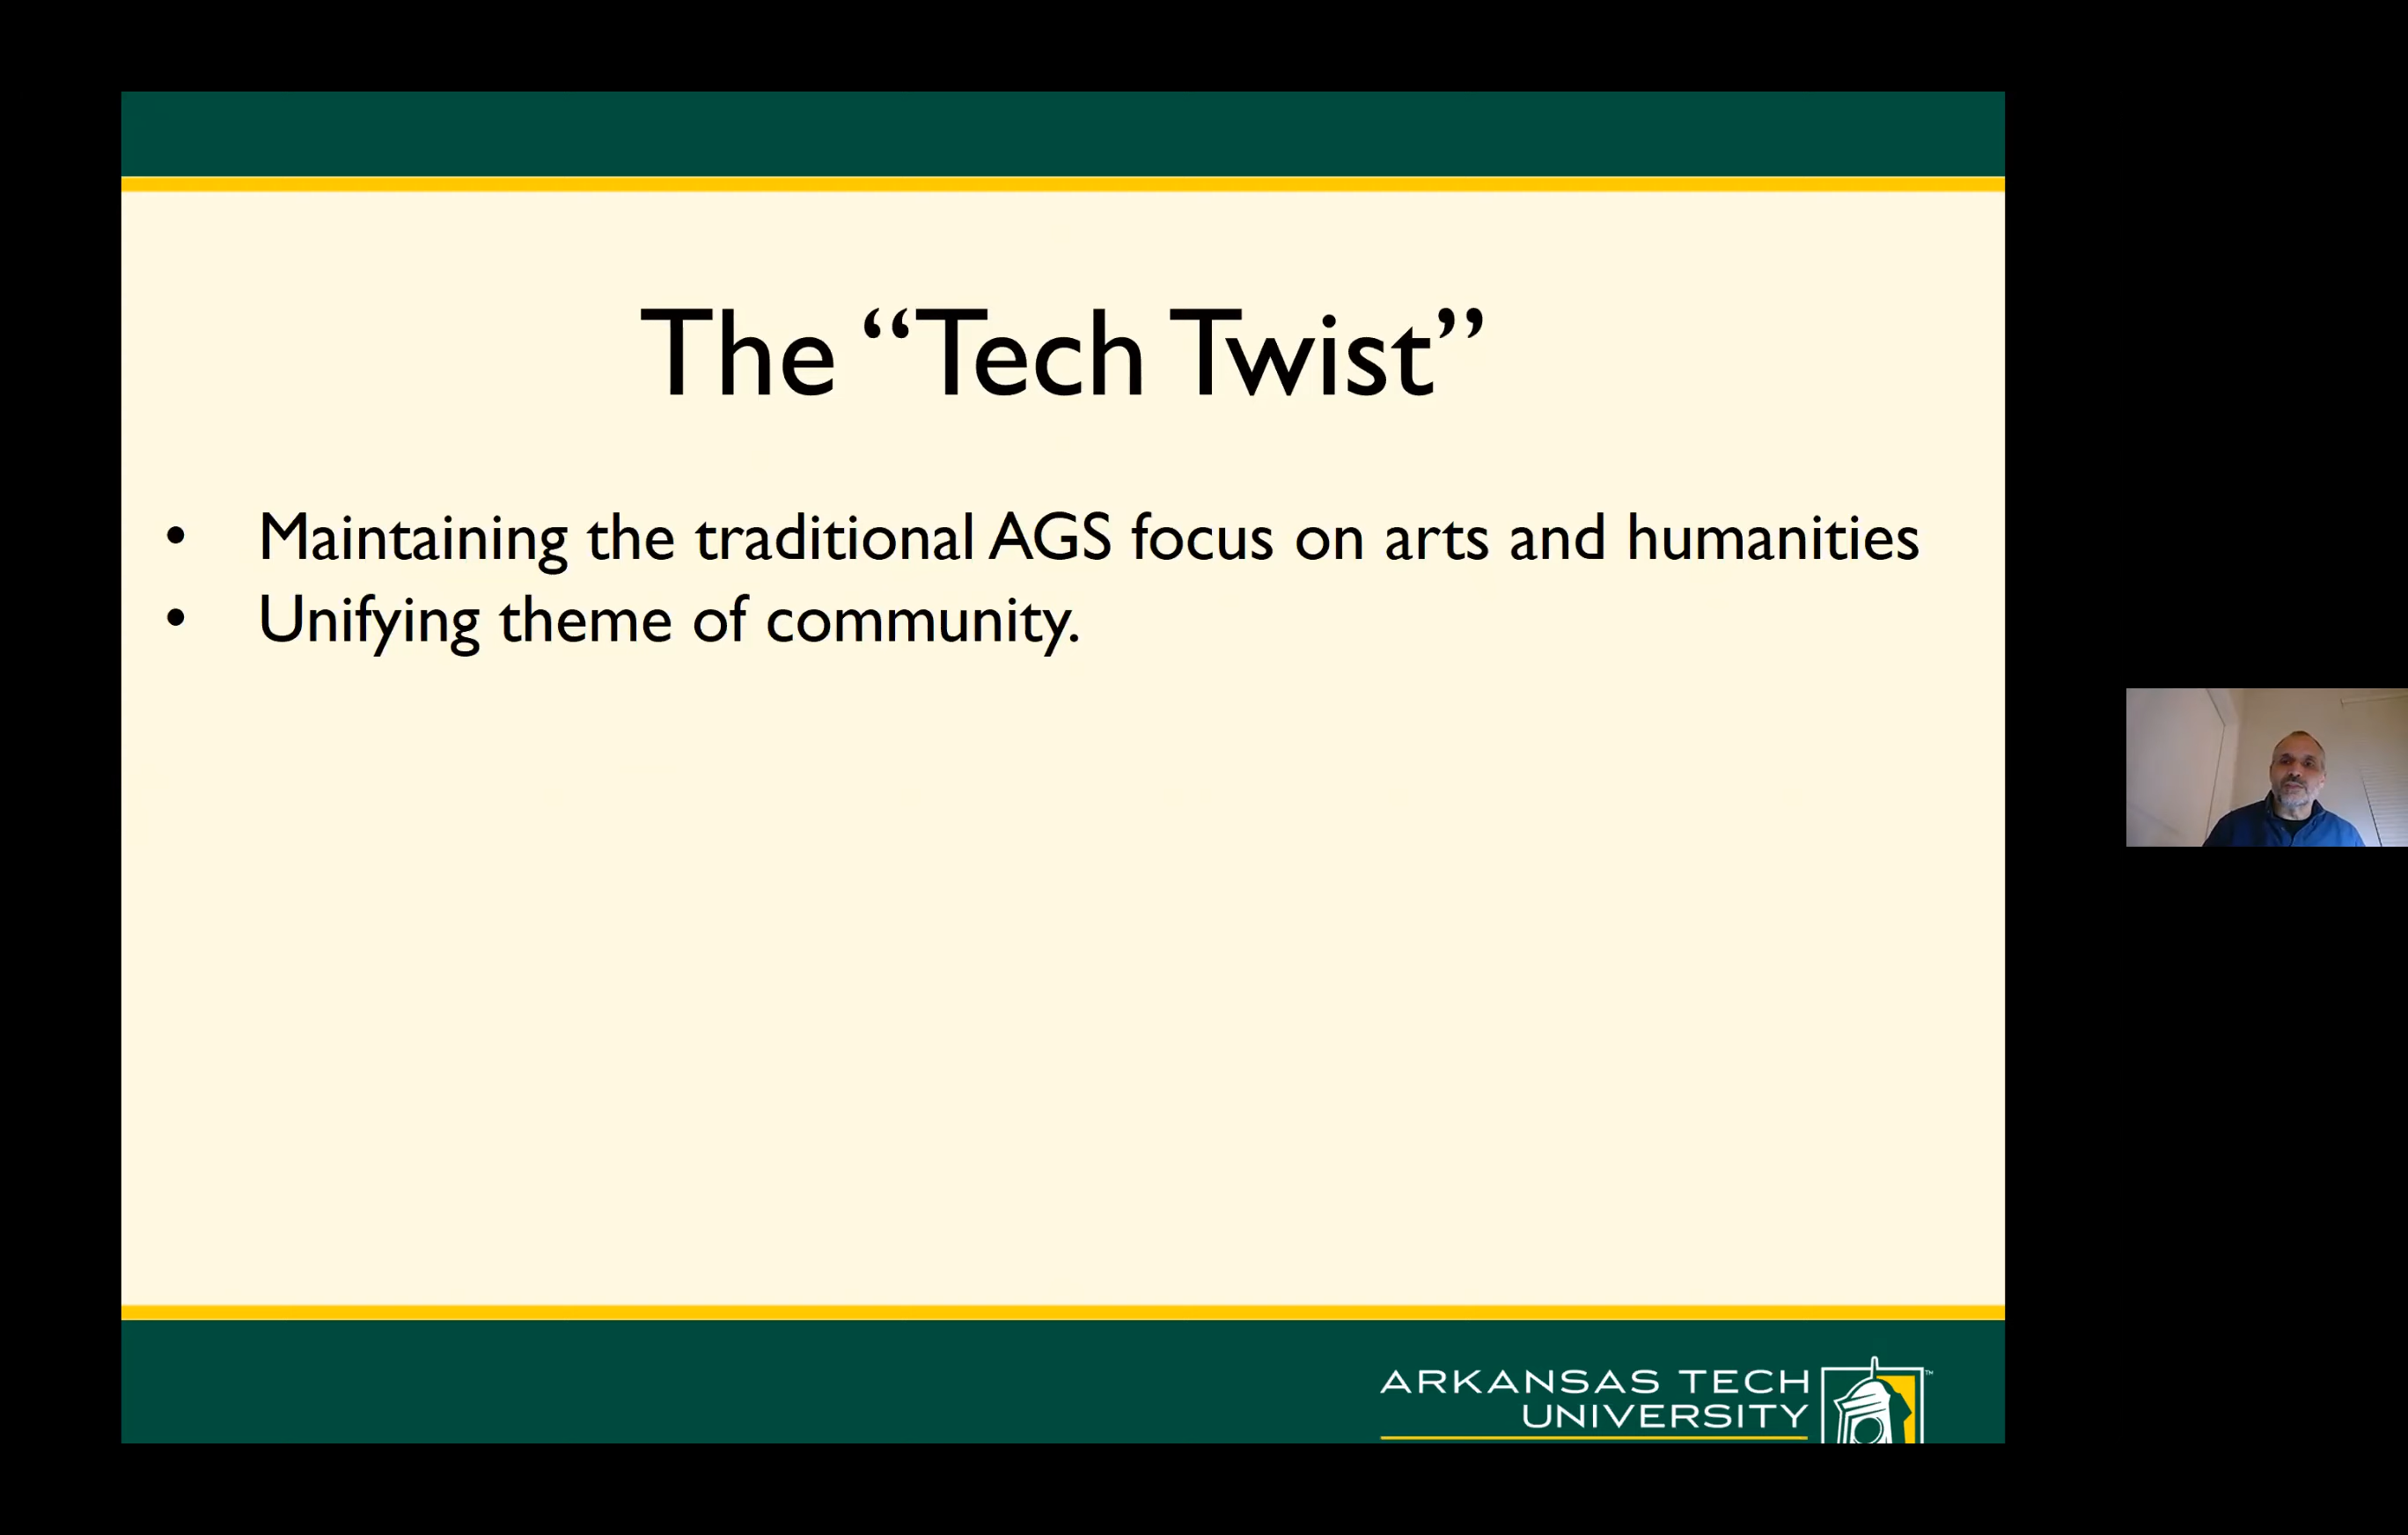 The “Tech Twist”
• Maintaining the traditional AGS focus on arts and humanities
• Unifying theme of community.
ARKANSAS TECH
UNIVERSITY
™